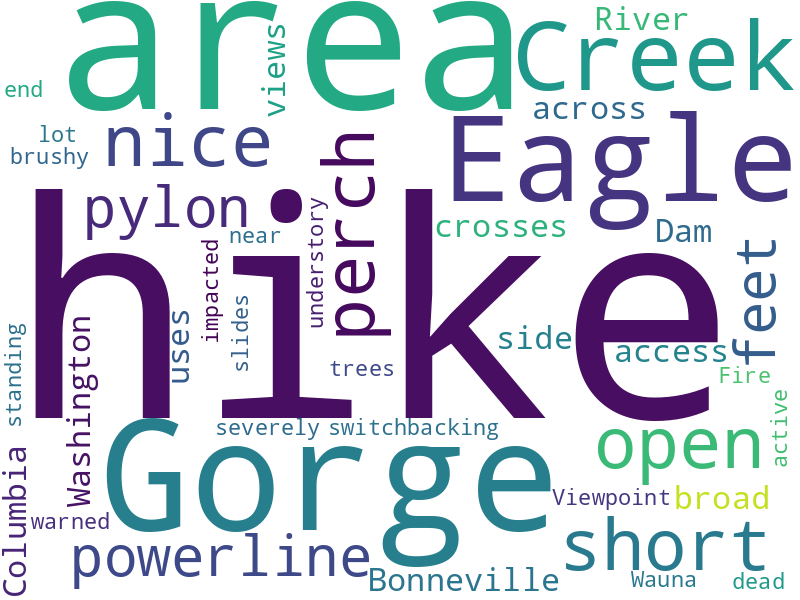 area
Creek
River
views
end
across
lot
brushy
nice
Eagle
perch
pylon
understory
near
crosses
Dam
hike
impacted
slides
uses
feet
side
access
trees
Fire
standing
Washington
active
severely
switchbacking
Gorge
open
Columbia
Viewpoint
broad
warned
powerline
short
Bonneville
Wauna
dead